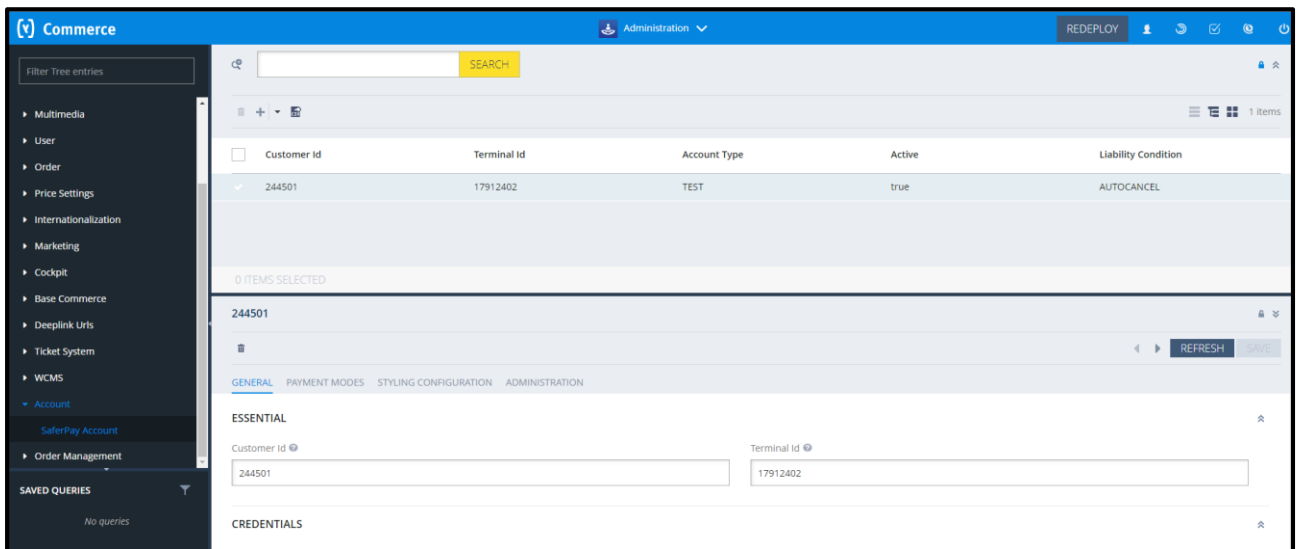 (Y) Commerce
Administration
REDEPLOY
Filter Tree entries
Multimedia
User
Order
Price Settings
Internationalization
Marketing
Cockpit
Base Commerce
Deeplink Urls
Ticket System
WCMS
Account
SaferPay Account
Order Management
SAVED QUERIES
No queries
SEARCH
1 items
Customer Id Terminal Id Account Type Active Liability Condition
244501 17912402 TEST true AUTOCANCEL
0 ITEMS SELECTED
244501
REFRESH SAVE
GENERAL PAYMENT MODES STYLING CONFIGURATION ADMINISTRATION
ESSENTIAL
Customer Id Terminal Id
244501 17912402
CREDENTIALS